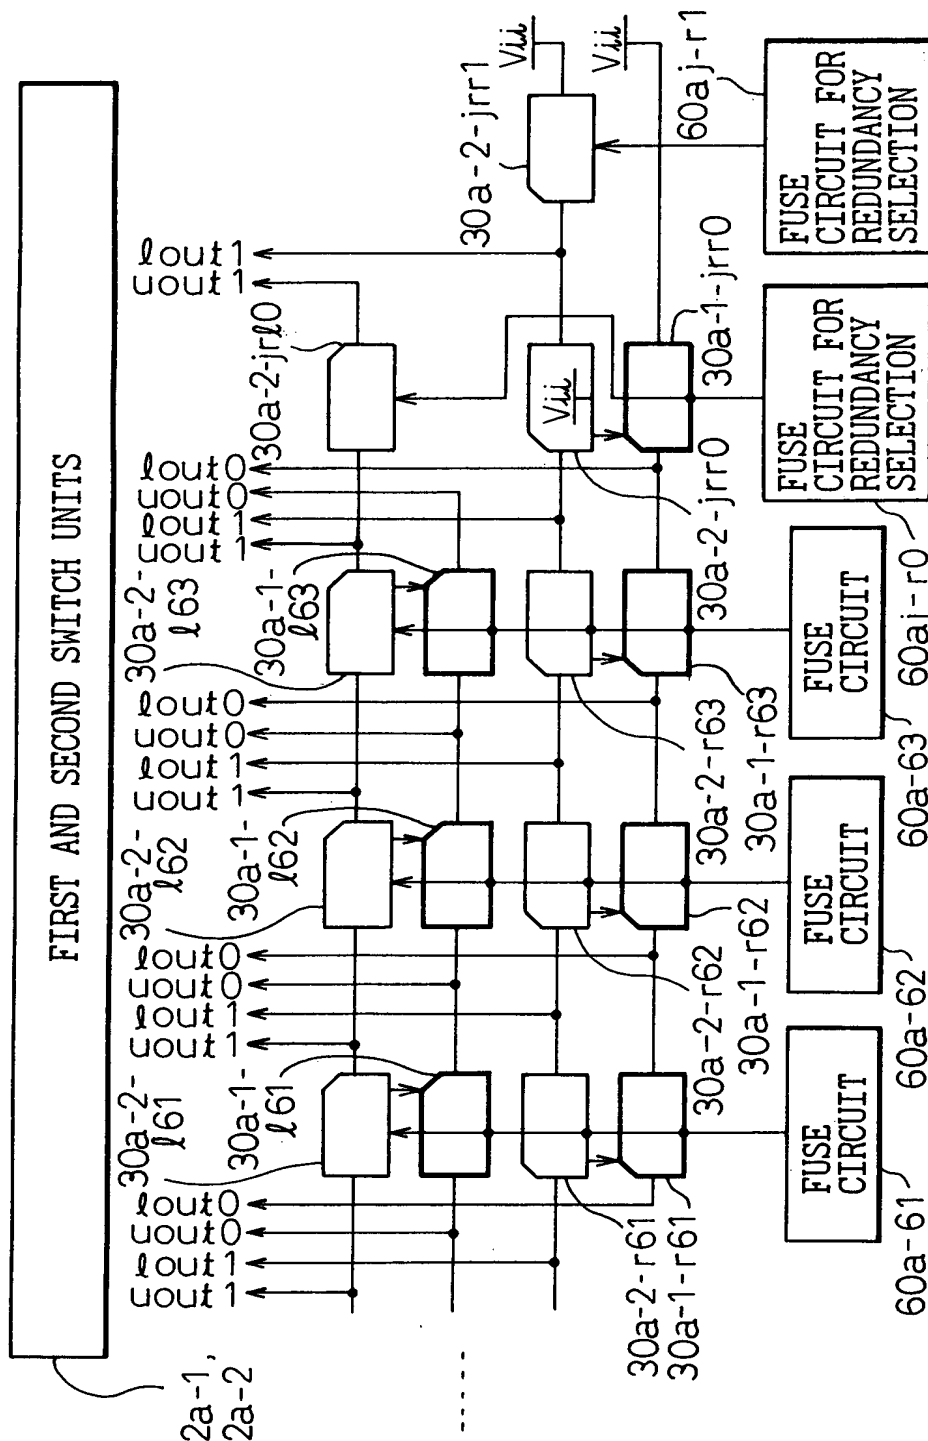 FIRST AND SECOND SWITCH UNITS
2a-1,
2a-2
uout1
ℓout1
uout0
ℓout0
uout1
ℓout1
uout0
ℓout0
uout1
ℓout1
uout0
ℓout0
uout1
ℓout1
uout0
ℓout0
uout1
ℓout1
30a-2-
ℓ61
30a-1-
ℓ61
30a-2-
ℓ62
30a-1-
ℓ62
30a-2-
ℓ63
30a-1-
ℓ63
30a-2-jrℓ0
30a-2-jrr1
Vii
Vii
Vii
.....
30a-2-r61
30a-1-r61
30a-2-r62
30a-1-r62
30a-2-r63
30a-1-r63
30a-2-jrr0
30a-1-jrr0
60aj-r1
FUSE
CIRCUIT
FUSE
CIRCUIT
FUSE
CIRCUIT
FUSE
CIRCUIT FOR
REDUNDANCY
SELECTION
FUSE
CIRCUIT FOR
REDUNDANCY
SELECTION
60a-61
60a-62
60a-63
60aj-r0